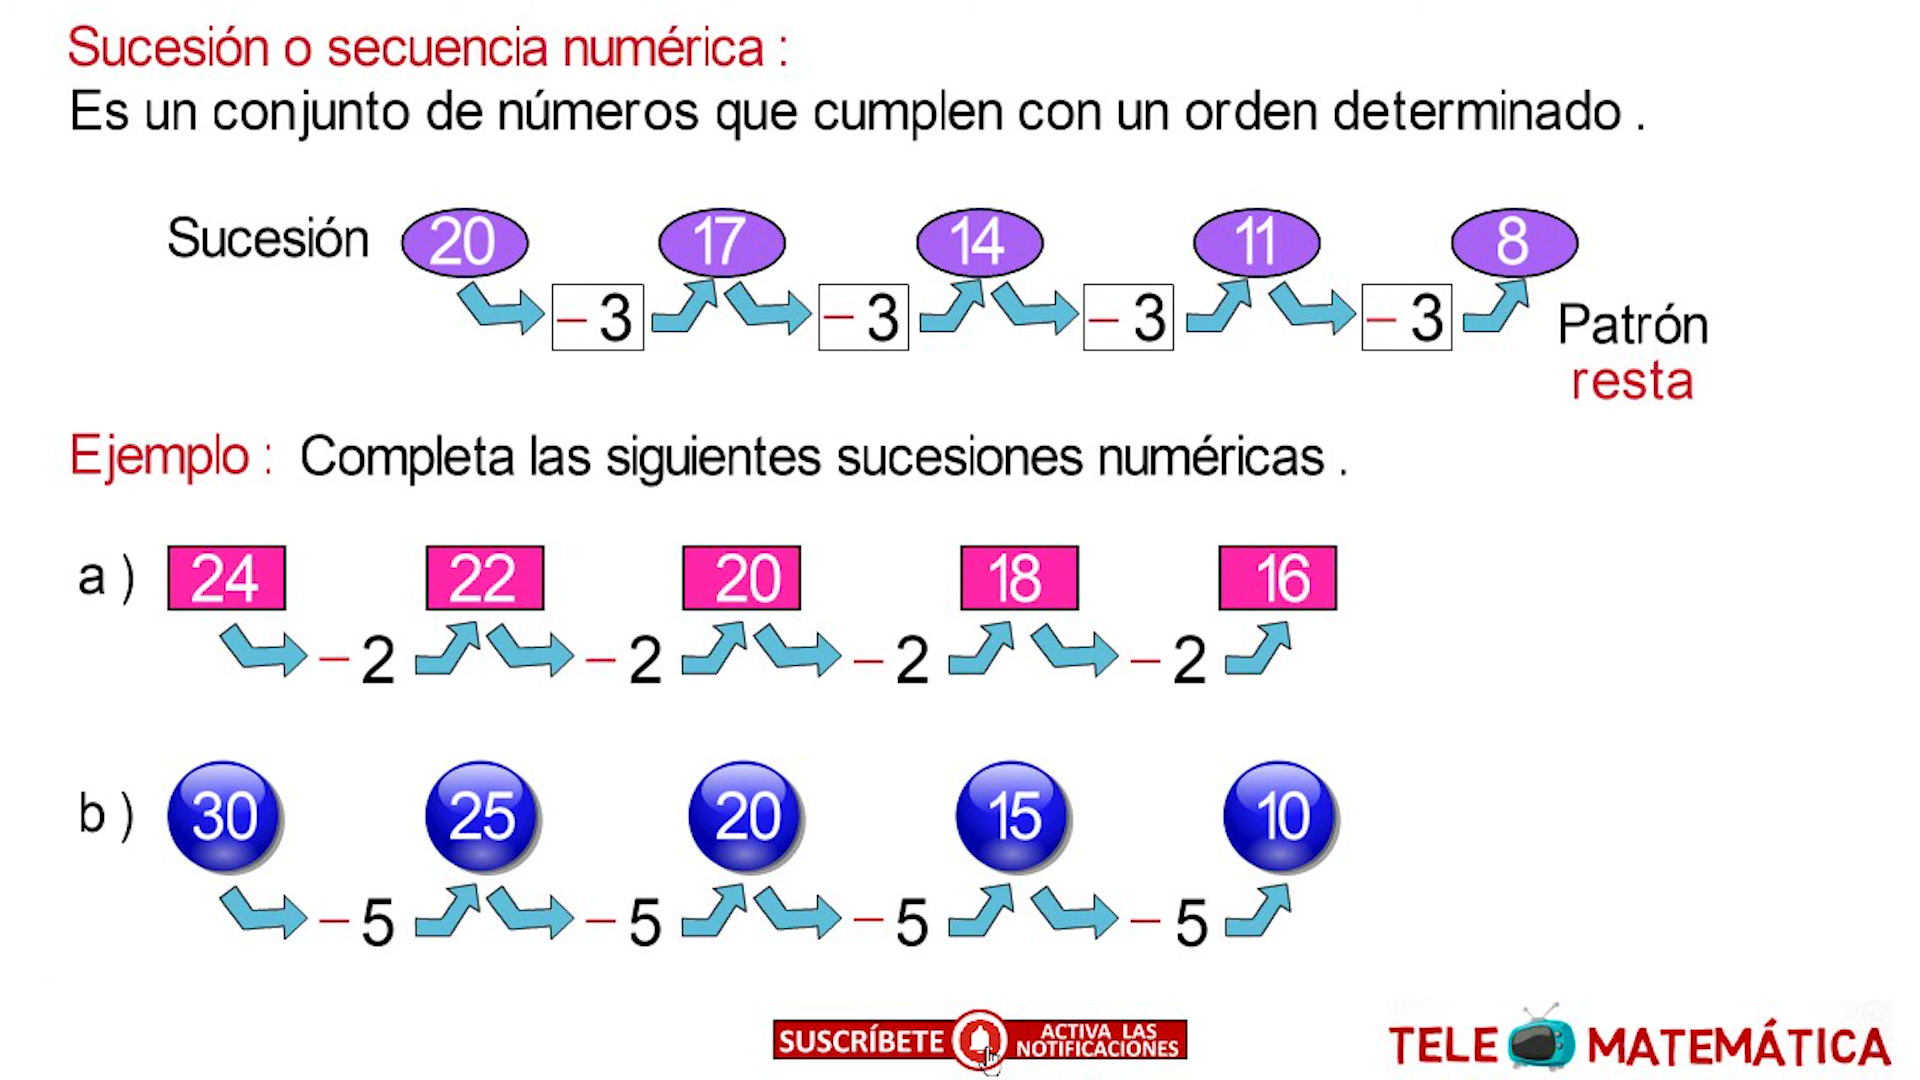 Sucesión o secuencia numérica :
Es un conjunto de números que cumplen con un orden determinado .
Sucesión 20 17 14 11 8
– 3 – 3 – 3 – 3 Patrón
resta
Ejemplo : Completa las siguientes sucesiones numéricas .
a ) 24 22 20 18 16
– 2 – 2 – 2 – 2
b ) 30 25 20 15 10
– 5 – 5 – 5 – 5
SUSCRÍBETE ACTIVA LAS NOTIFICACIONES
TELE MATEMÁTICA